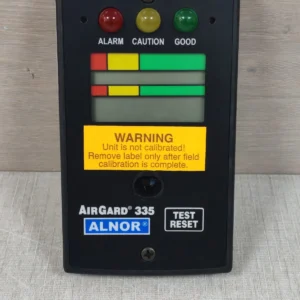 ALARM CAUTION GOOD
WARNING
Unit is not calibrated!
Remove label only after field
calibration is complete.
AIRGARD® 335
ALNOR®
TEST
RESET